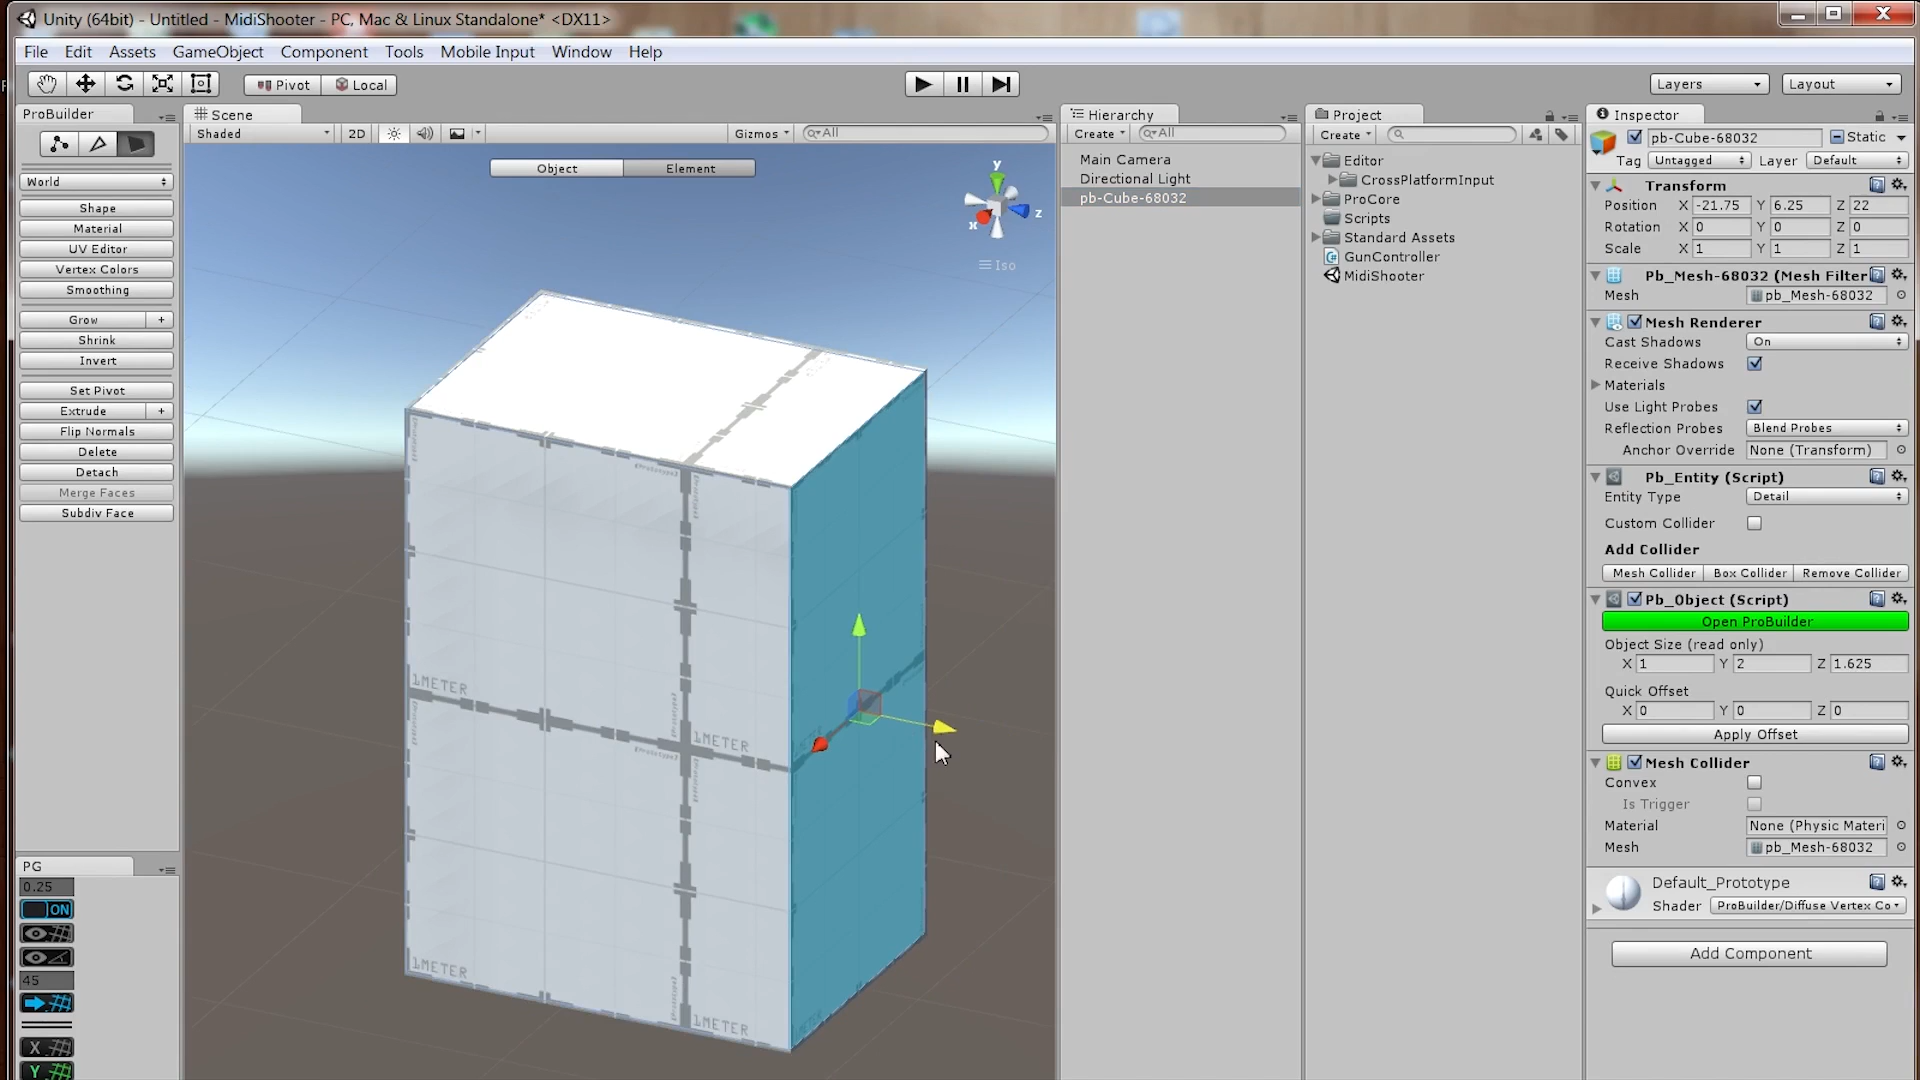 Unity (64bit) - Untitled - MidiShooter - PC, Mac & Linux Standalone* <DX11>
File Edit Assets GameObject Component Tools Mobile Input Window Help
Pivot Local Layers Layout
ProBuilder
World
Shape
Material
UV Editor
Vertex Colors
Smoothing
Grow +
Shrink
Invert
Set Pivot
Extrude +
Flip Normals
Delete
Detach
Merge Faces
Subdiv Face
PG
0.25
ON
45
X
Y
Scene
Shaded 2D Gizmos All
Object Element
y
z
x
Iso
1METER
1METER
1METER
1METER
Hierarchy
Create All
Main Camera
Directional Light
pb-Cube-68032
Project
Create
Editor
CrossPlatformInput
ProCore
Scripts
Standard Assets
GunController
MidiShooter
Inspector
pb-Cube-68032 Static
Tag Untagged Layer Default
Transform
Position X -21.75 Y 6.25 Z 22
Rotation X 0 Y 0 Z 0
Scale X 1 Y 1 Z 1
Pb_Mesh-68032 (Mesh Filter
Mesh pb_Mesh-68032
Mesh Renderer
Cast Shadows On
Receive Shadows
Materials
Use Light Probes
Reflection Probes Blend Probes
Anchor Override None (Transform)
Pb_Entity (Script)
Entity Type Detail
Custom Collider
Add Collider
Mesh Collider Box Collider Remove Collider
Pb_Object (Script)
Open ProBuilder
Object Size (read only)
X 1 Y 2 Z 1.625
Quick Offset
X 0 Y 0 Z 0
Apply Offset
Mesh Collider
Convex
Is Trigger
Material None (Physic Materi
Mesh pb_Mesh-68032
Default_Prototype
Shader ProBuilder/Diffuse Vertex Co
Add Component